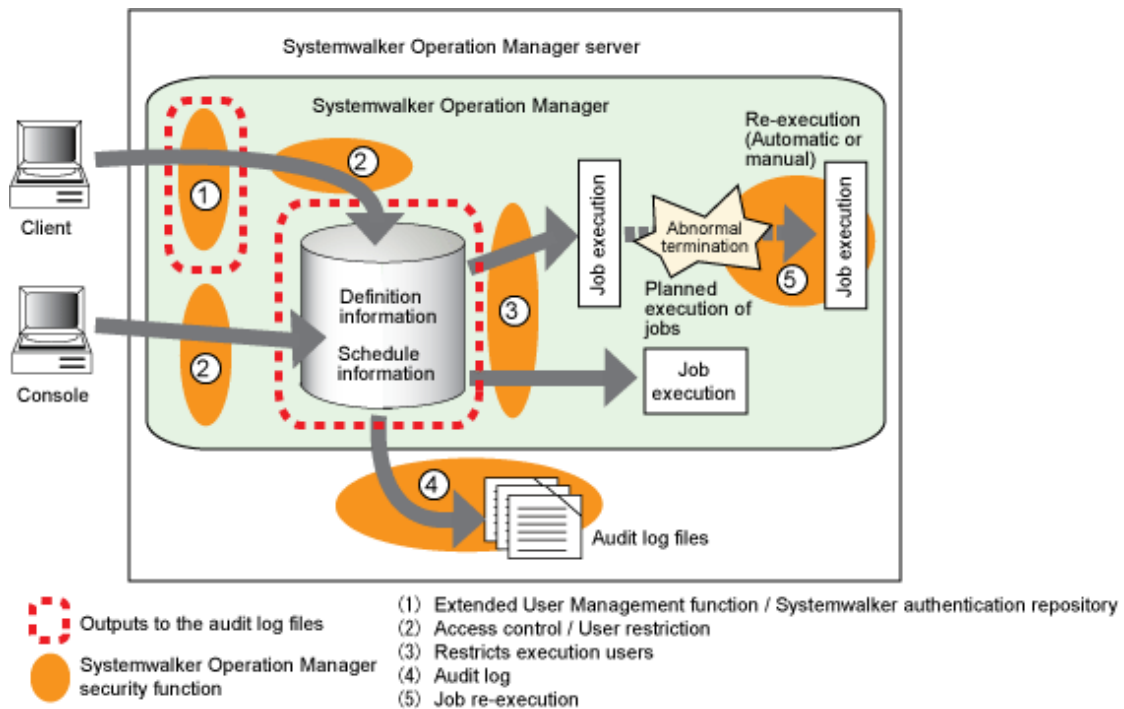 Systemwalker Operation Manager server
Systemwalker Operation Manager
Re-execution
(Automatic or
manual)
Client
Console
1
2
2
3
4
5
Definition
information
Schedule
information
Job execution
Abnormal
termination
Job execution
Planned
execution of
jobs
Job
execution
Audit log files
Outputs to the audit log files
Systemwalker Operation Manager
security function
(1) Extended User Management function / Systemwalker authentication repository
(2) Access control / User restriction
(3) Restricts execution users
(4) Audit log
(5) Job re-execution